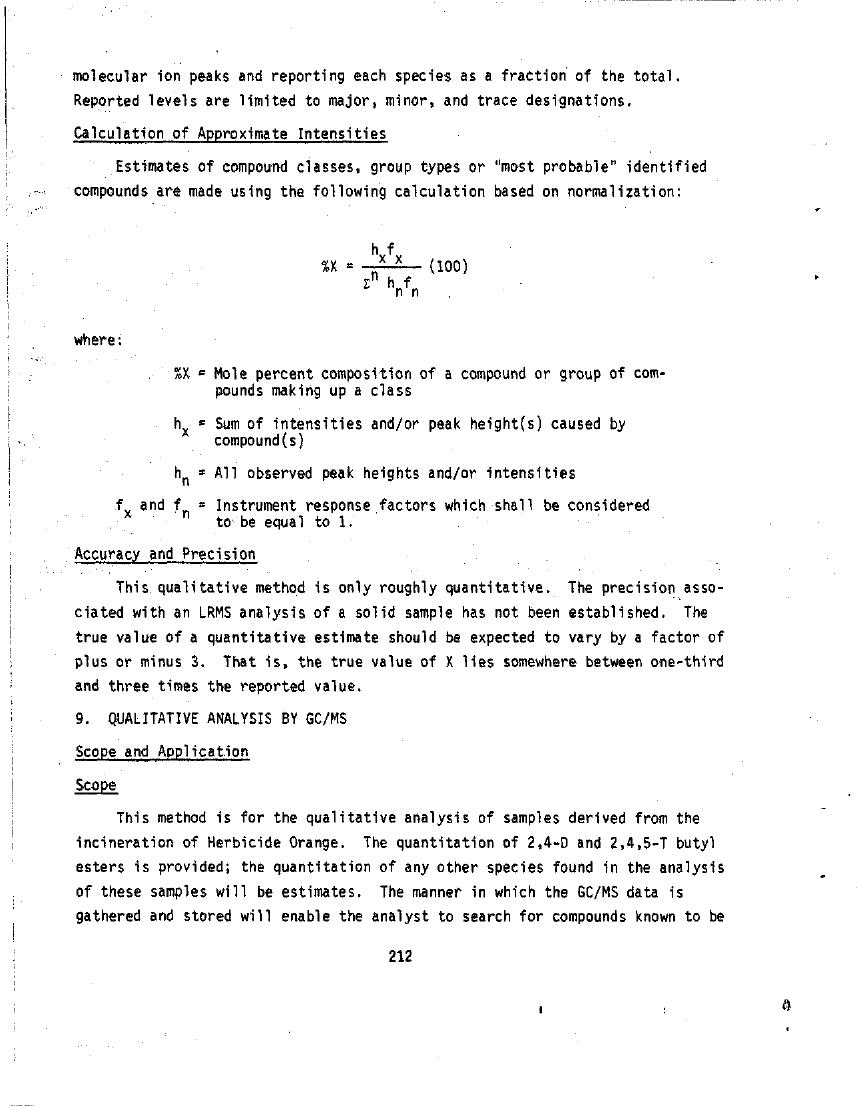 molecular ion peaks and reporting each species as a fraction of the total.
Reported levels are limited to major, minor, and trace designations.
Calculation of Approximate Intensities
Estimates of compound classes, group types or "most probable" identified
compounds are made using the following calculation based on normalization:
%X = h_x f_x / Σ^n h_n f_n (100)
where:
%X = Mole percent composition of a compound or group of com-
pounds making up a class
h_x = Sum of intensities and/or peak height(s) caused by
compound(s)
h_n = All observed peak heights and/or intensities
f_x and f_n = Instrument response factors which shall be considered
to be equal to 1.
Accuracy and Precision
This qualitative method is only roughly quantitative. The precision asso-
ciated with an LRMS analysis of a solid sample has not been established. The
true value of a quantitative estimate should be expected to vary by a factor of
plus or minus 3. That is, the true value of X lies somewhere between one-third
and three times the reported value.
9. QUALITATIVE ANALYSIS BY GC/MS
Scope and Application
Scope
This method is for the qualitative analysis of samples derived from the
incineration of Herbicide Orange. The quantitation of 2,4-D and 2,4,5-T butyl
esters is provided; the quantitation of any other species found in the analysis
of these samples will be estimates. The manner in which the GC/MS data is
gathered and stored will enable the analyst to search for compounds known to be
212